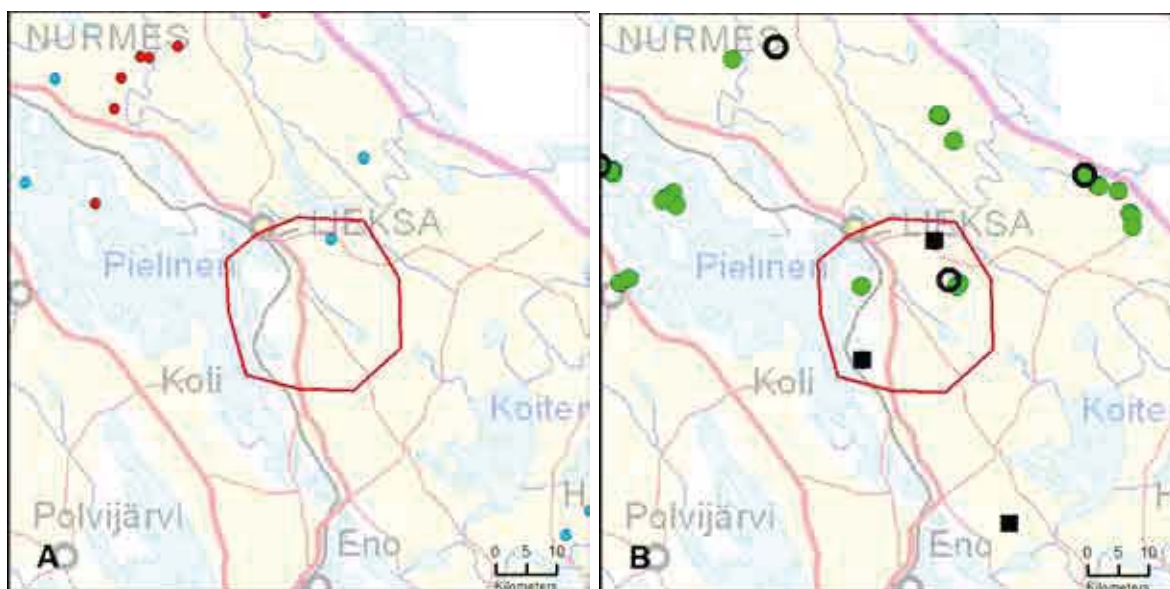 NURMES
LIEKSA
Pielinen
Koli
Koiter
Polvijärvi
H
A
Eno
0 5 10
Kilometers
NURMES
LIEKSA
Pielinen
Koli
Koiter
Polvijärvi
H
B
Eno
0 5 10
Kilometers